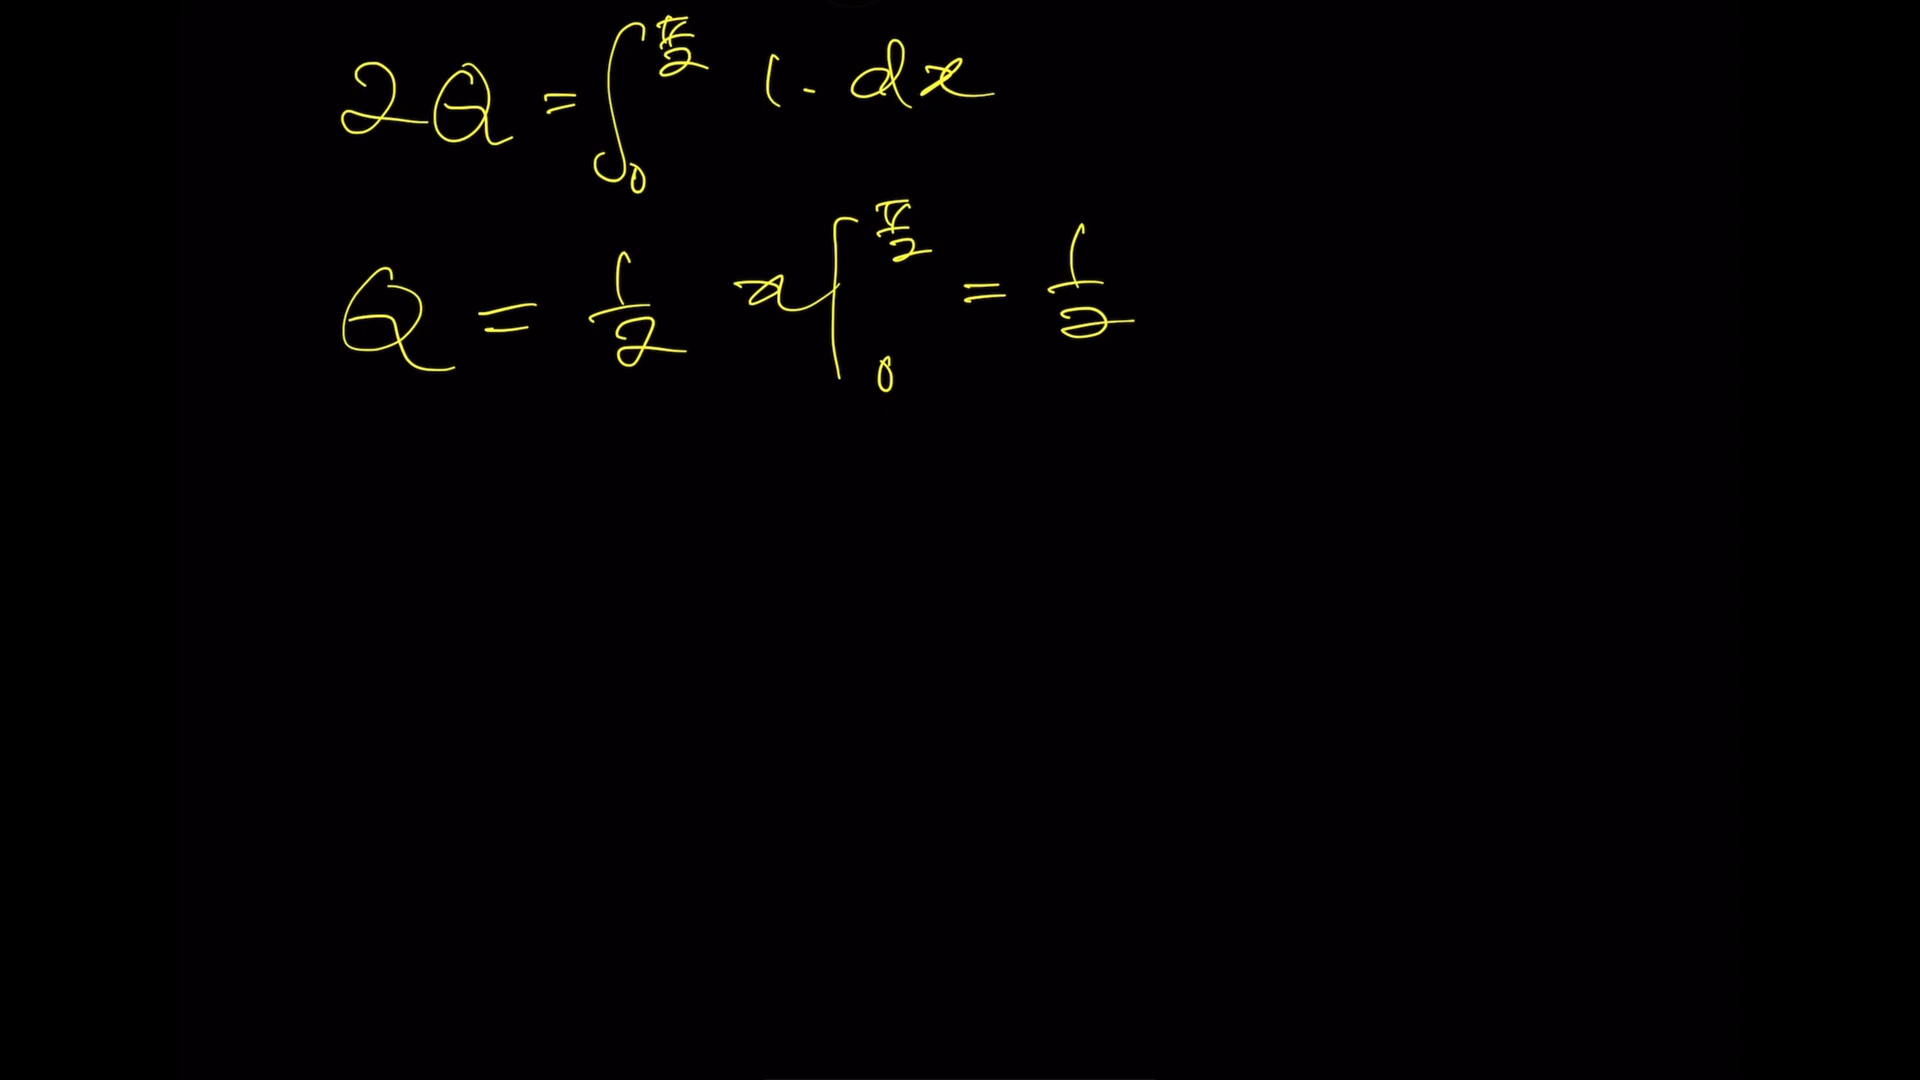 2Q = ∫₀^(π/2) 1. dx
Q = 1/2 x|₀^(π/2) = 1/2